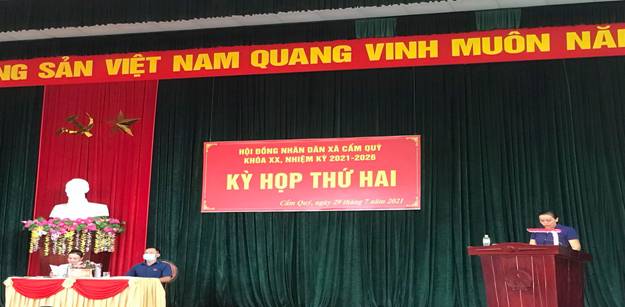 NG SẢN VIỆT NAM QUANG VINH MUÔN NĂM
HỘI ĐỒNG NHÂN DÂN XÃ CẨM QUÝ
KHÓA XX, NHIỆM KỲ 2021-2026
KỲ HỌP THỨ HAI
Cẩm Quý, ngày 29 tháng 7 năm 2021